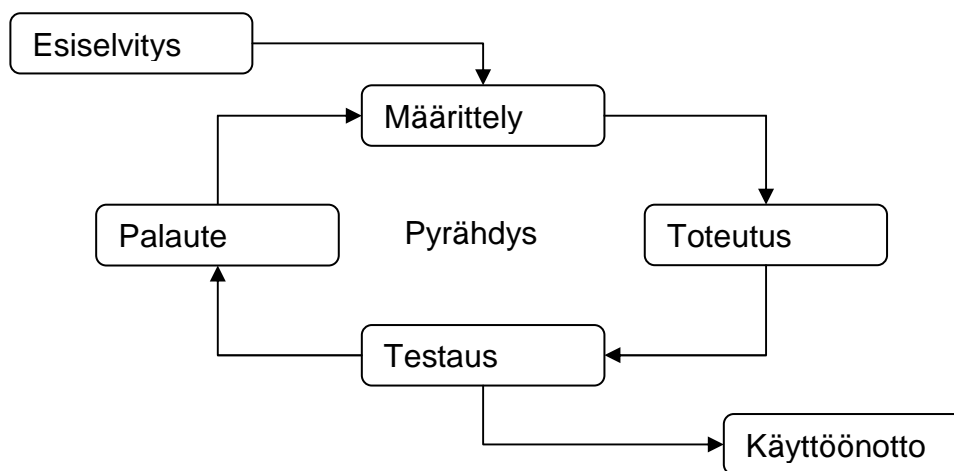 Esiselvitys
Määrittely
Palaute
Pyrähdys
Toteutus
Testaus
Käyttöönotto